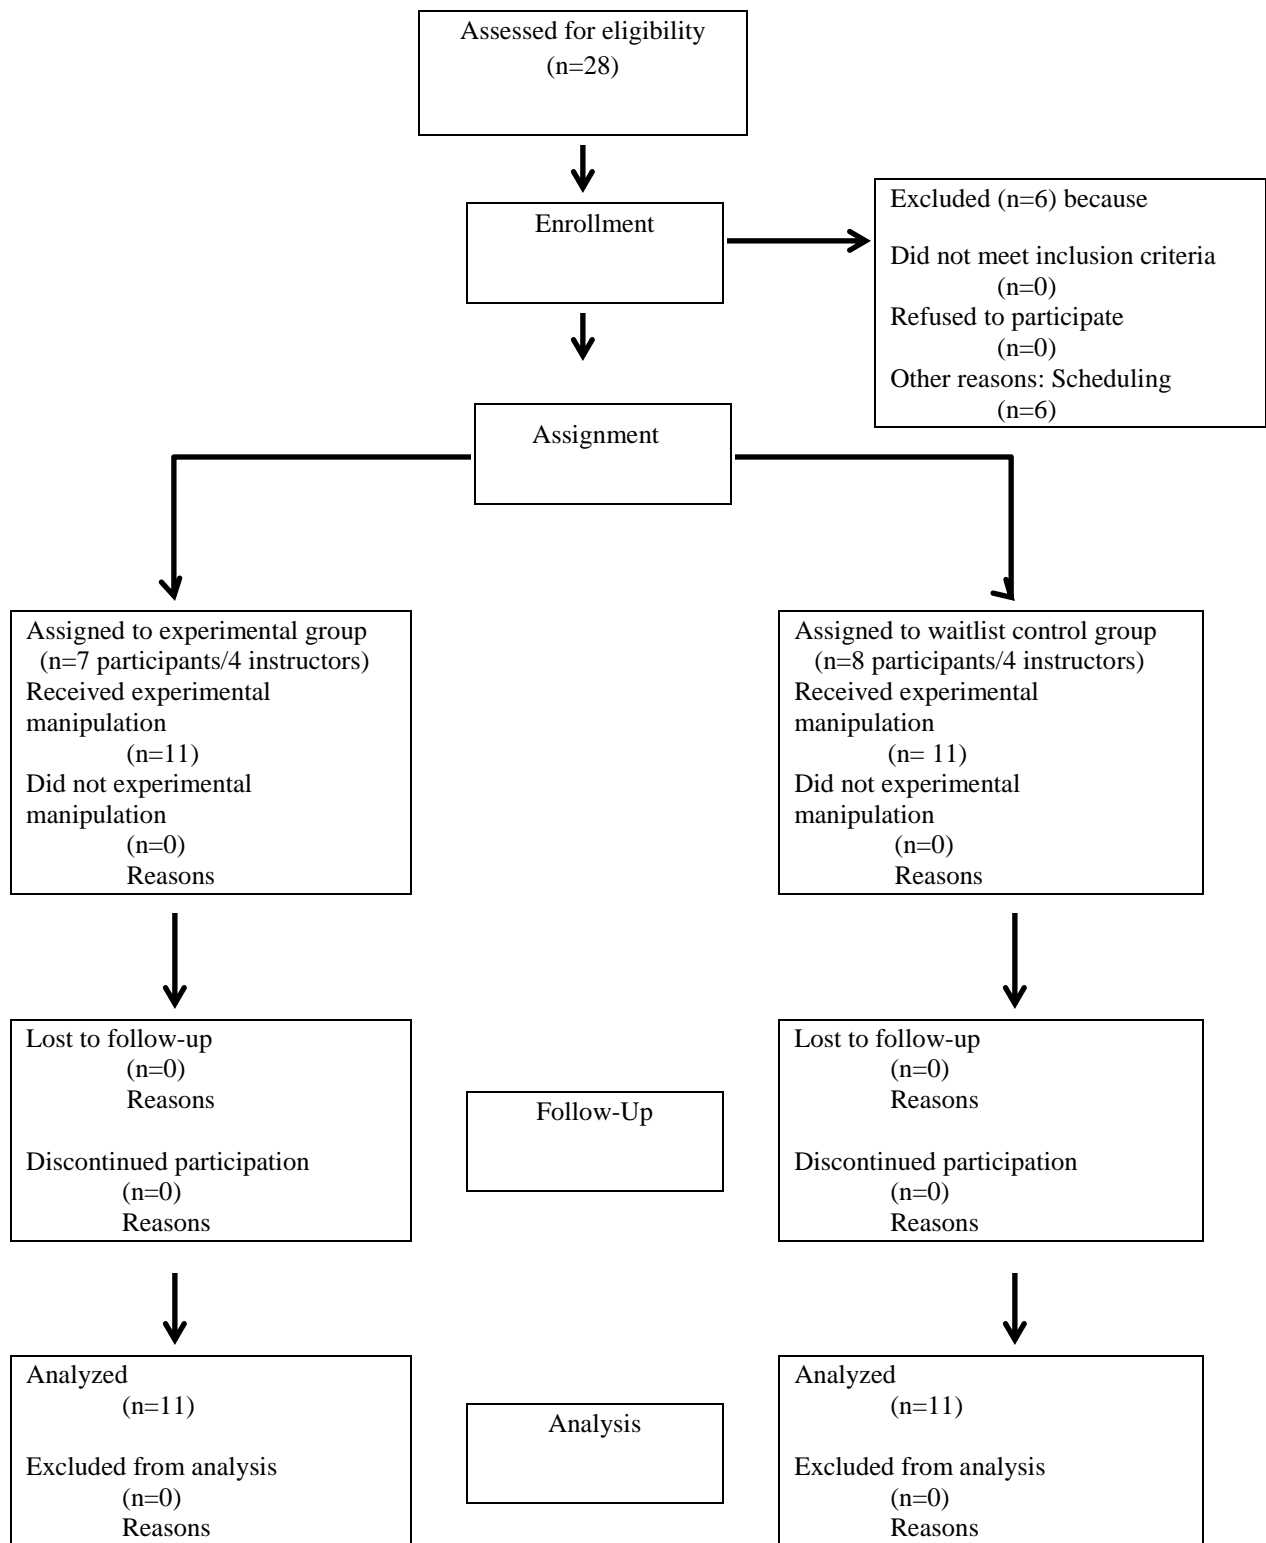 Assessed for eligibility
(n=28)
Enrollment
Excluded (n=6) because
Did not meet inclusion criteria
(n=0)
Refused to participate
(n=0)
Other reasons: Scheduling
(n=6)
Assignment
Assigned to experimental group
(n=7 participants/4 instructors)
Received experimental
manipulation
(n=11)
Did not experimental
manipulation
(n=0)
Reasons
Assigned to waitlist control group
(n=8 participants/4 instructors)
Received experimental
manipulation
(n= 11)
Did not experimental
manipulation
(n=0)
Reasons
Lost to follow-up
(n=0)
Reasons
Discontinued participation
(n=0)
Reasons
Follow-Up
Lost to follow-up
(n=0)
Reasons
Discontinued participation
(n=0)
Reasons
Analyzed
(n=11)
Excluded from analysis
(n=0)
Reasons
Analysis
Analyzed
(n=11)
Excluded from analysis
(n=0)
Reasons